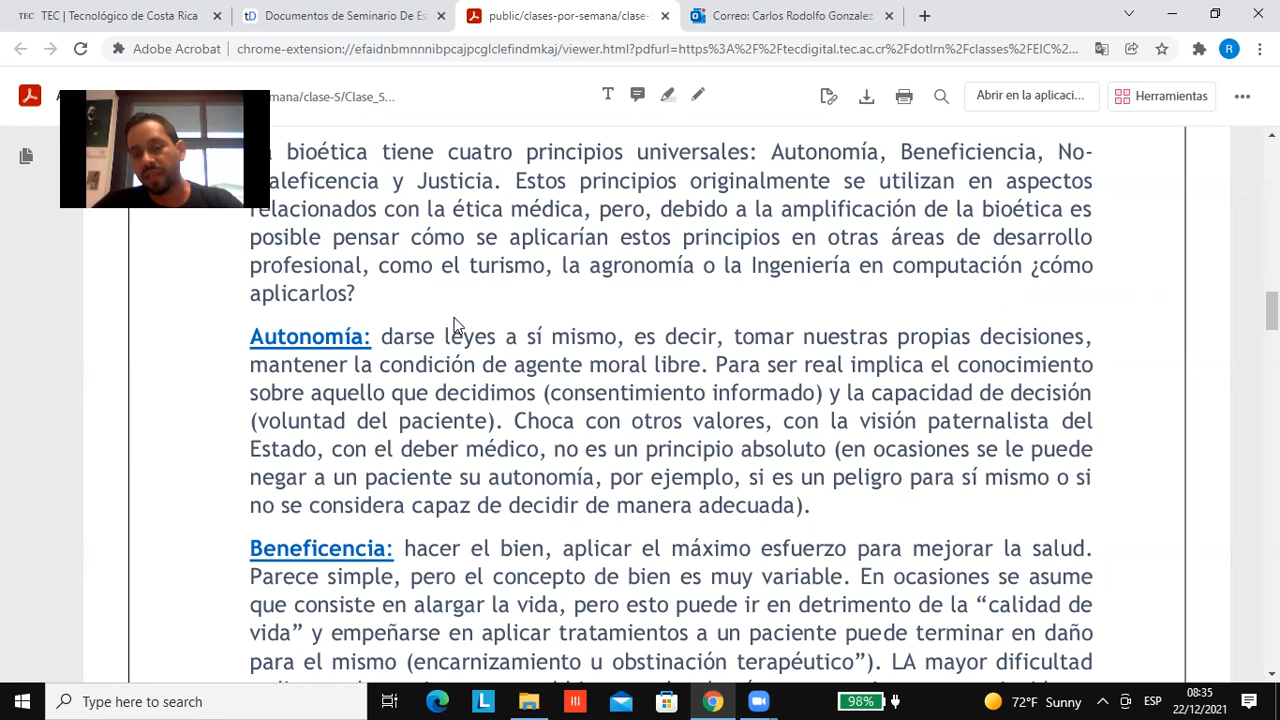 TEC | Tecnológico de Costa Rica
Documentos de Seminario De Es
public/clases-por-semana/clase-
Correo: Carlos Rodolfo Gonzalez
Adobe Acrobat
chrome-extension://efaidnbmnnnibpcajpcglclefindmkaj/viewer.html?pdfurl=https%3A%2F%2Ftecdigital.tec.ac.cr%2Fdotlrn%2Fclasses%2FEIC%2...
R
mana/clase-5/Clase_5...
Abrir en la aplicaci...
Herramientas
bioética tiene cuatro principios universales: Autonomía, Beneficiencia, No-
aleficencia y Justicia. Estos principios originalmente se utilizan en aspectos
relacionados con la ética médica, pero, debido a la amplificación de la bioética es
posible pensar cómo se aplicarían estos principios en otras áreas de desarrollo
profesional, como el turismo, la agronomía o la Ingeniería en computación ¿cómo
aplicarlos?
Autonomía: darse leyes a sí mismo, es decir, tomar nuestras propias decisiones,
mantener la condición de agente moral libre. Para ser real implica el conocimiento
sobre aquello que decidimos (consentimiento informado) y la capacidad de decisión
(voluntad del paciente). Choca con otros valores, con la visión paternalista del
Estado, con el deber médico, no es un principio absoluto (en ocasiones se le puede
negar a un paciente su autonomía, por ejemplo, si es un peligro para sí mismo o si
no se considera capaz de decidir de manera adecuada).
Beneficencia: hacer el bien, aplicar el máximo esfuerzo para mejorar la salud.
Parece simple, pero el concepto de bien es muy variable. En ocasiones se asume
que consiste en alargar la vida, pero esto puede ir en detrimento de la “calidad de
vida” y empeñarse en aplicar tratamientos a un paciente puede terminar en daño
para el mismo (encarnizamiento u obstinación terapéutico”). LA mayor dificultad
Type here to search
98%
72°F Sunny
ESP
08:35
22/12/2021